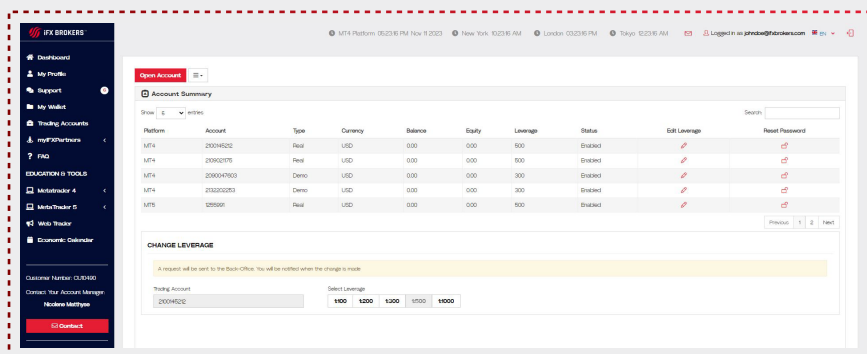 iFX BROKERS
MT4 Platform: 05:23:16 PM Nov 11 2023 New York: 10:23:16 AM London: 03:23:16 PM Tokyo: 12:23:16 AM Logged in as johndoe@ifxbrokers.com EN
Dashboard
My Profile
Support 0
My Wallet
Trading Accounts
myIFXPartners
FAQ
EDUCATION & TOOLS
Metatrader 4
MetaTrader 5
Web Trader
Economic Calendar
Customer Number: CU10490
Contact Your Account Manager:
Nicolene Matthyse
Contact
Open Account
Account Summary
Show 5 entries Search:
Platform Account Type Currency Balance Equity Leverage Status Edit Leverage Reset Password
MT4 2100145212 Real USD 0.00 0.00 500 Enabled
MT4 210902175 Real USD 0.00 0.00 500 Enabled
MT4 2090047603 Demo USD 0.00 0.00 300 Enabled
MT4 2132202253 Demo USD 0.00 0.00 300 Enabled
MT5 1255991 Real USD 0.00 0.00 500 Enabled
Previous 1 2 Next
CHANGE LEVERAGE
A request will be sent to the Back-Office. You will be notified when the change is made
Trading Account Select Leverage
2100145212 1:100 1:200 1:300 1:500 1:1000